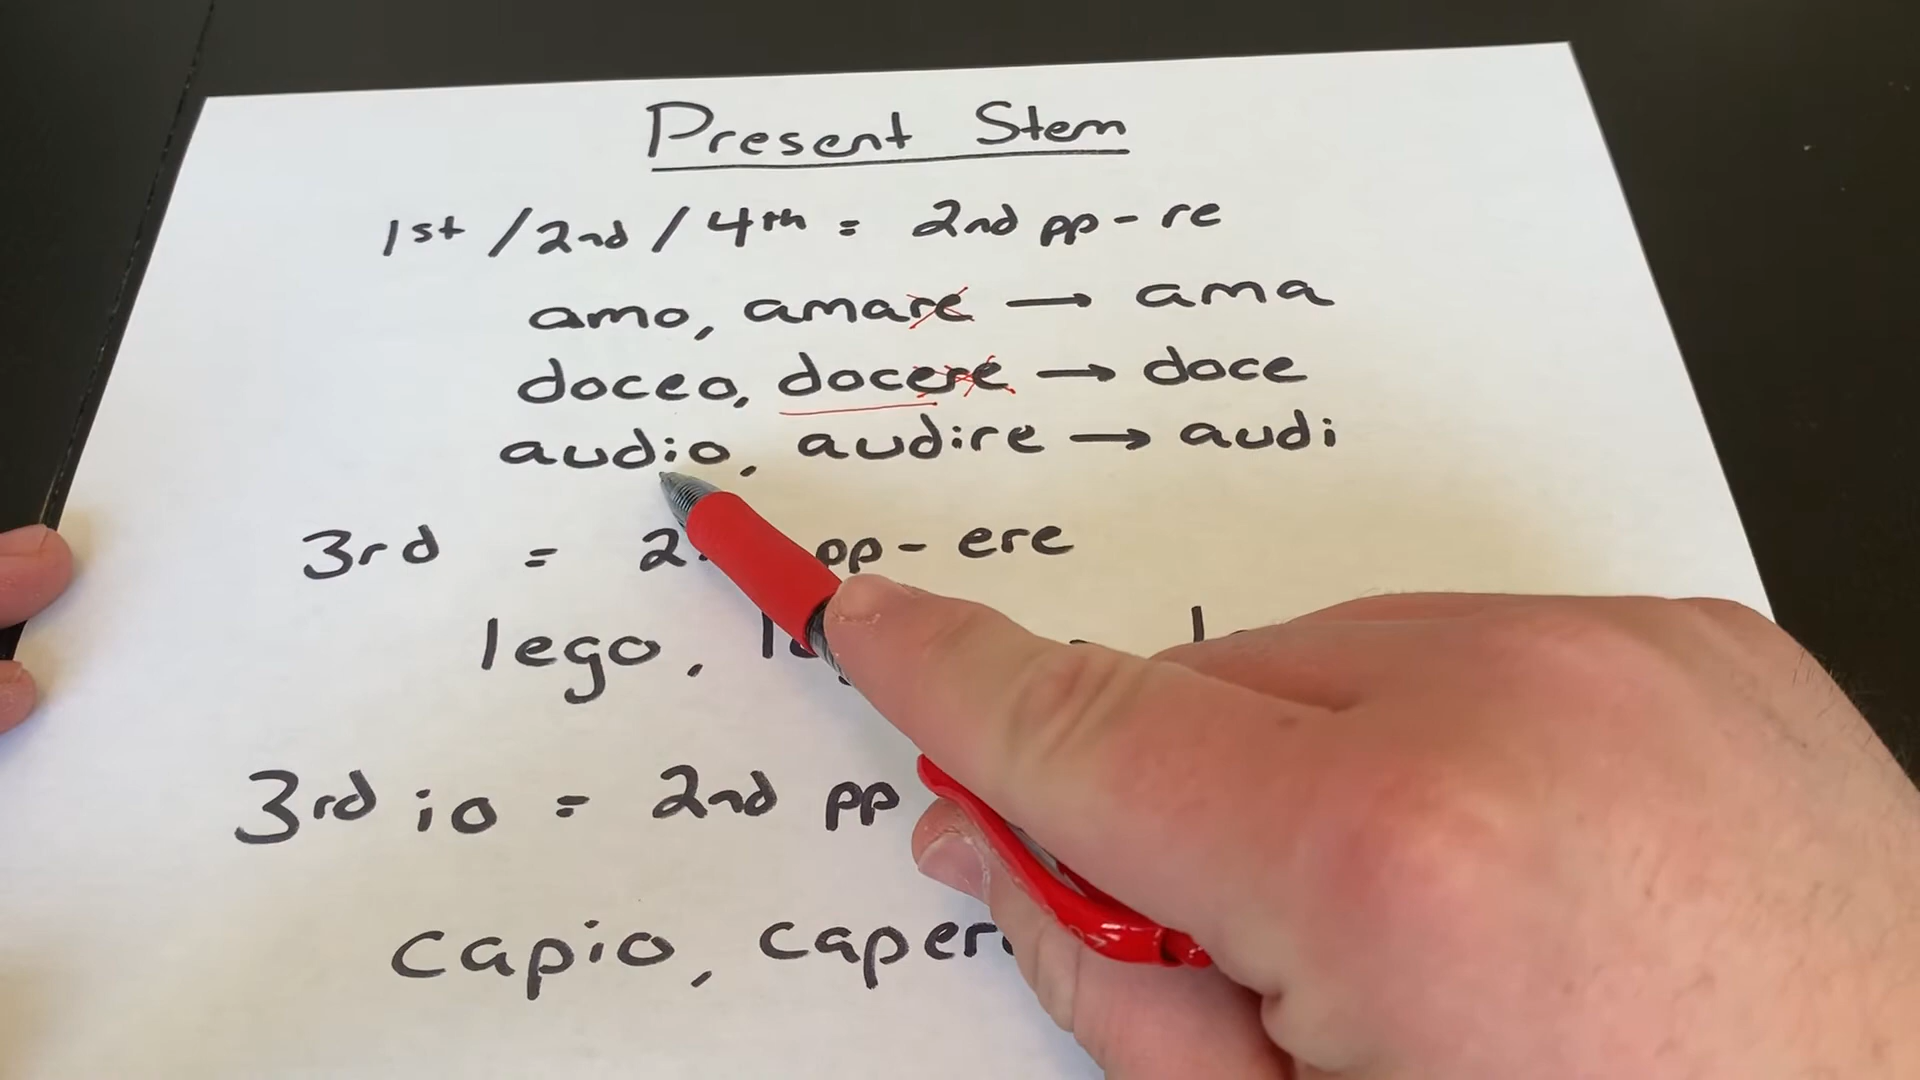 Present Stem
1st / 2nd / 4th = 2nd pp - re
amo, amare → ama
doceo, docere → doce
audio, audire → audi
3rd = pp - ere
lego,
3rd io = 2nd pp
capio,